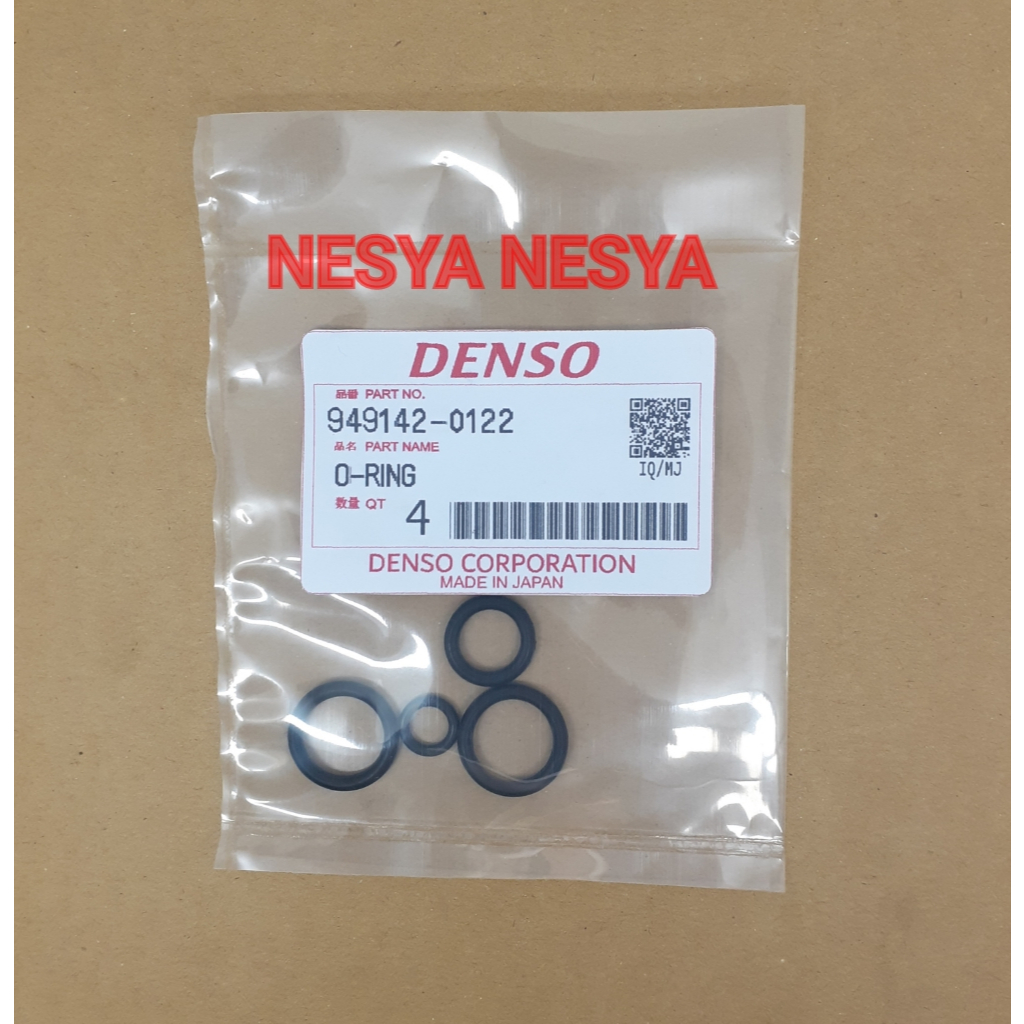 NESYA NESYA
DENSO
品番 PART NO.
949142-0122
品名 PART NAME
O-RING
IQ/MJ
数量 QT 4
DENSO CORPORATION
MADE IN JAPAN